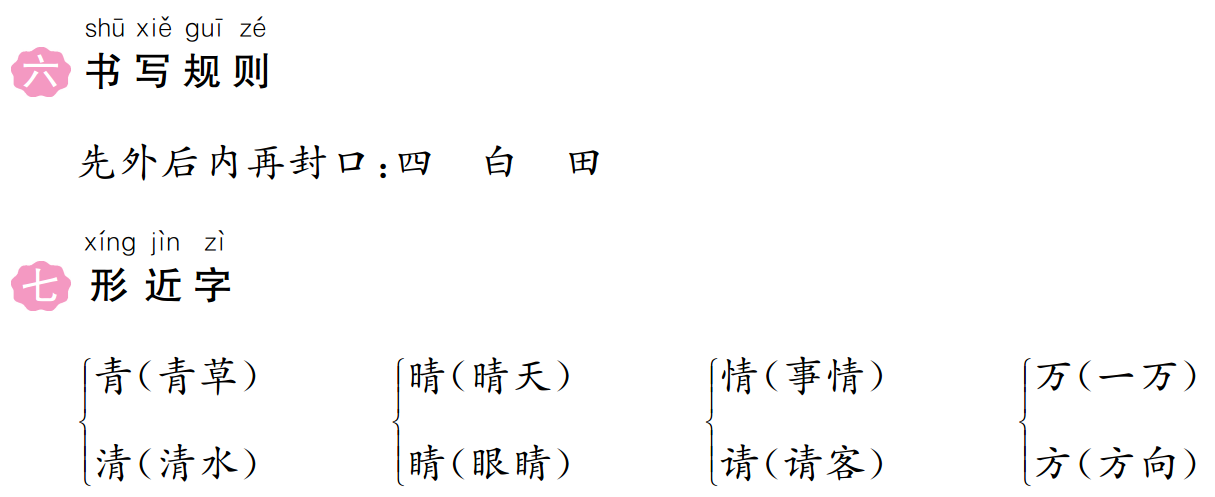 shū xiě guī zé
六 书写规则
先外后内再封口：四 白 田
xíng jìn zì
七 形近字
青（青草） 晴（晴天） 情（事情） 万（一万）
清（清水） 睛（眼睛） 请（请客） 方（方向）